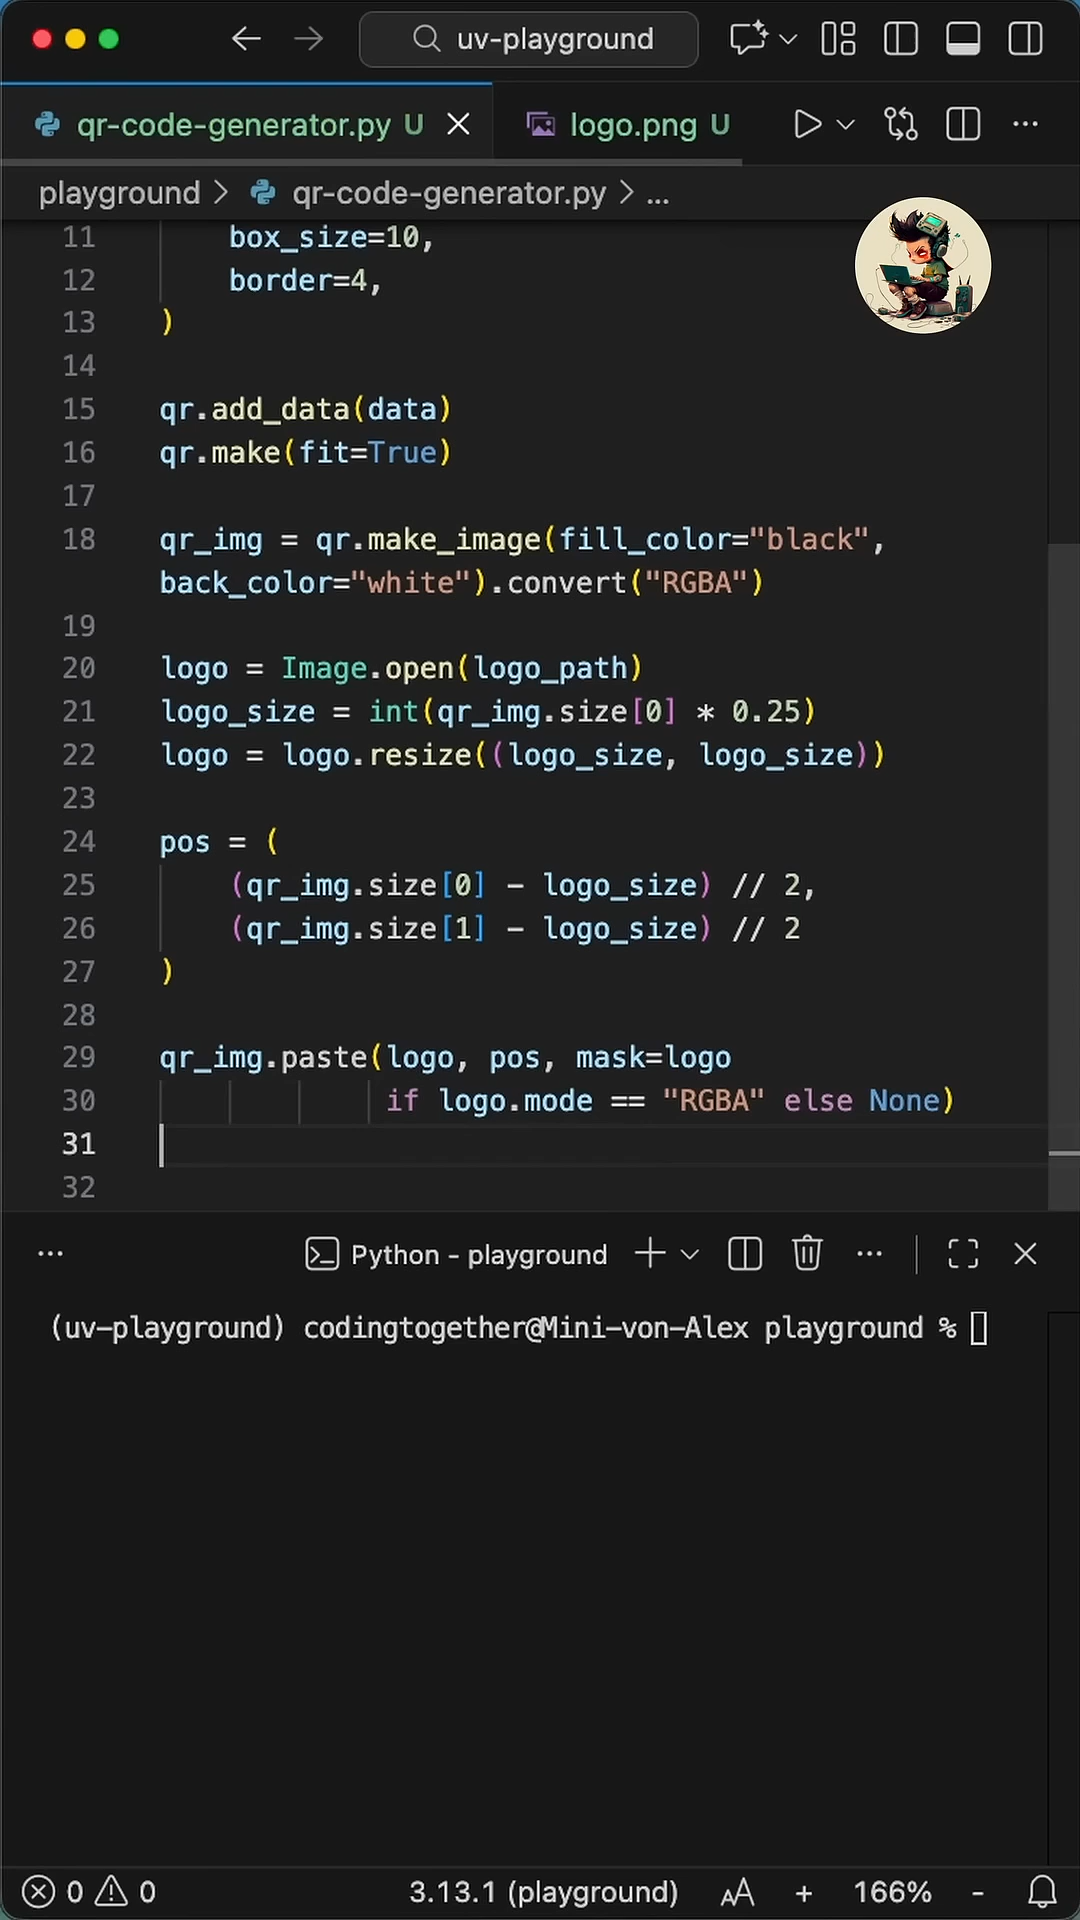 uv-playground
qr-code-generator.py U
logo.png U
playground > qr-code-generator.py > ...
11 box_size=10,
12 border=4,
13 )
14
15 qr.add_data(data)
16 qr.make(fit=True)
17
18 qr_img = qr.make_image(fill_color="black",
back_color="white").convert("RGBA")
19
20 logo = Image.open(logo_path)
21 logo_size = int(qr_img.size[0] * 0.25)
22 logo = logo.resize((logo_size, logo_size))
23
24 pos = (
25 (qr_img.size[0] - logo_size) // 2,
26 (qr_img.size[1] - logo_size) // 2
27 )
28
29 qr_img.paste(logo, pos, mask=logo
30 if logo.mode == "RGBA" else None)
31
32
Python - playground
(uv-playground) codingtogether@Mini-von-Alex playground %
0 0 3.13.1 (playground) AA + 166% -